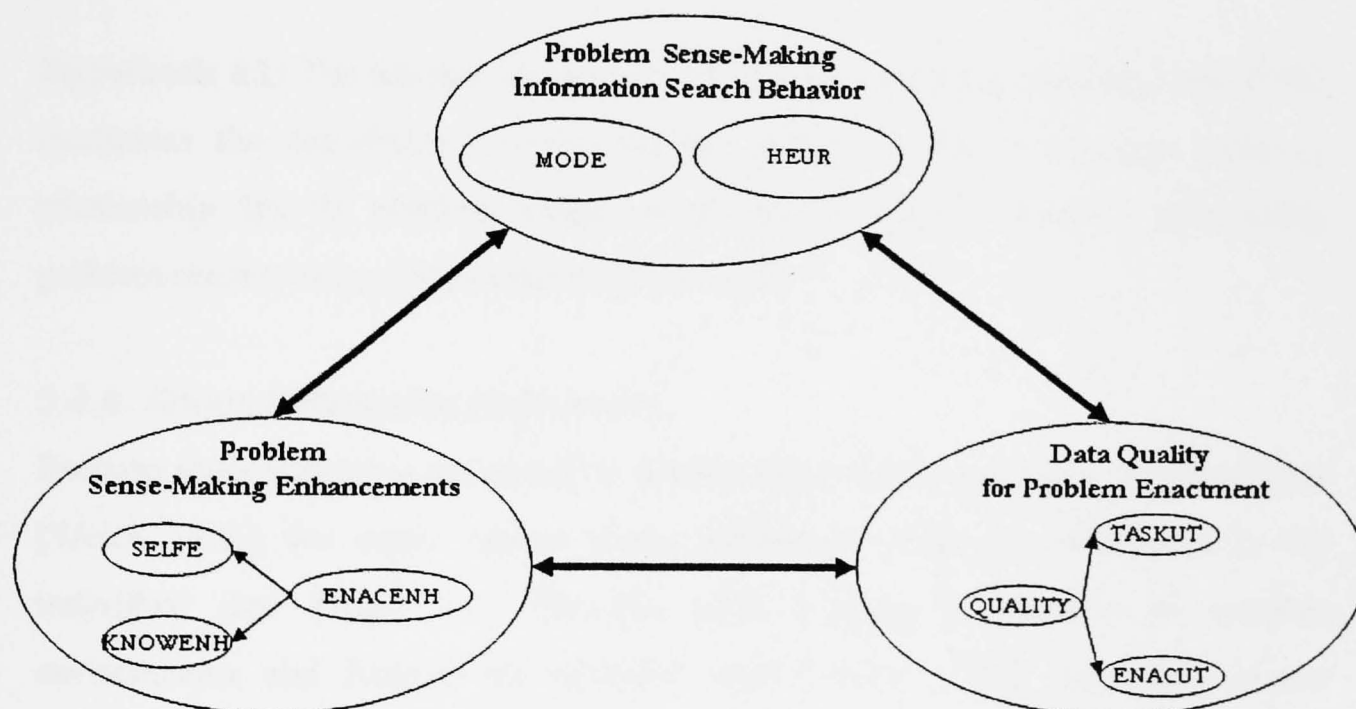 Problem Sense-Making
Information Search Behavior
MODE
HEUR
Problem
Sense-Making Enhancements
SELFE
ENACENH
KNOWENH
Data Quality
for Problem Enactment
TASKUT
QUALITY
ENACUT